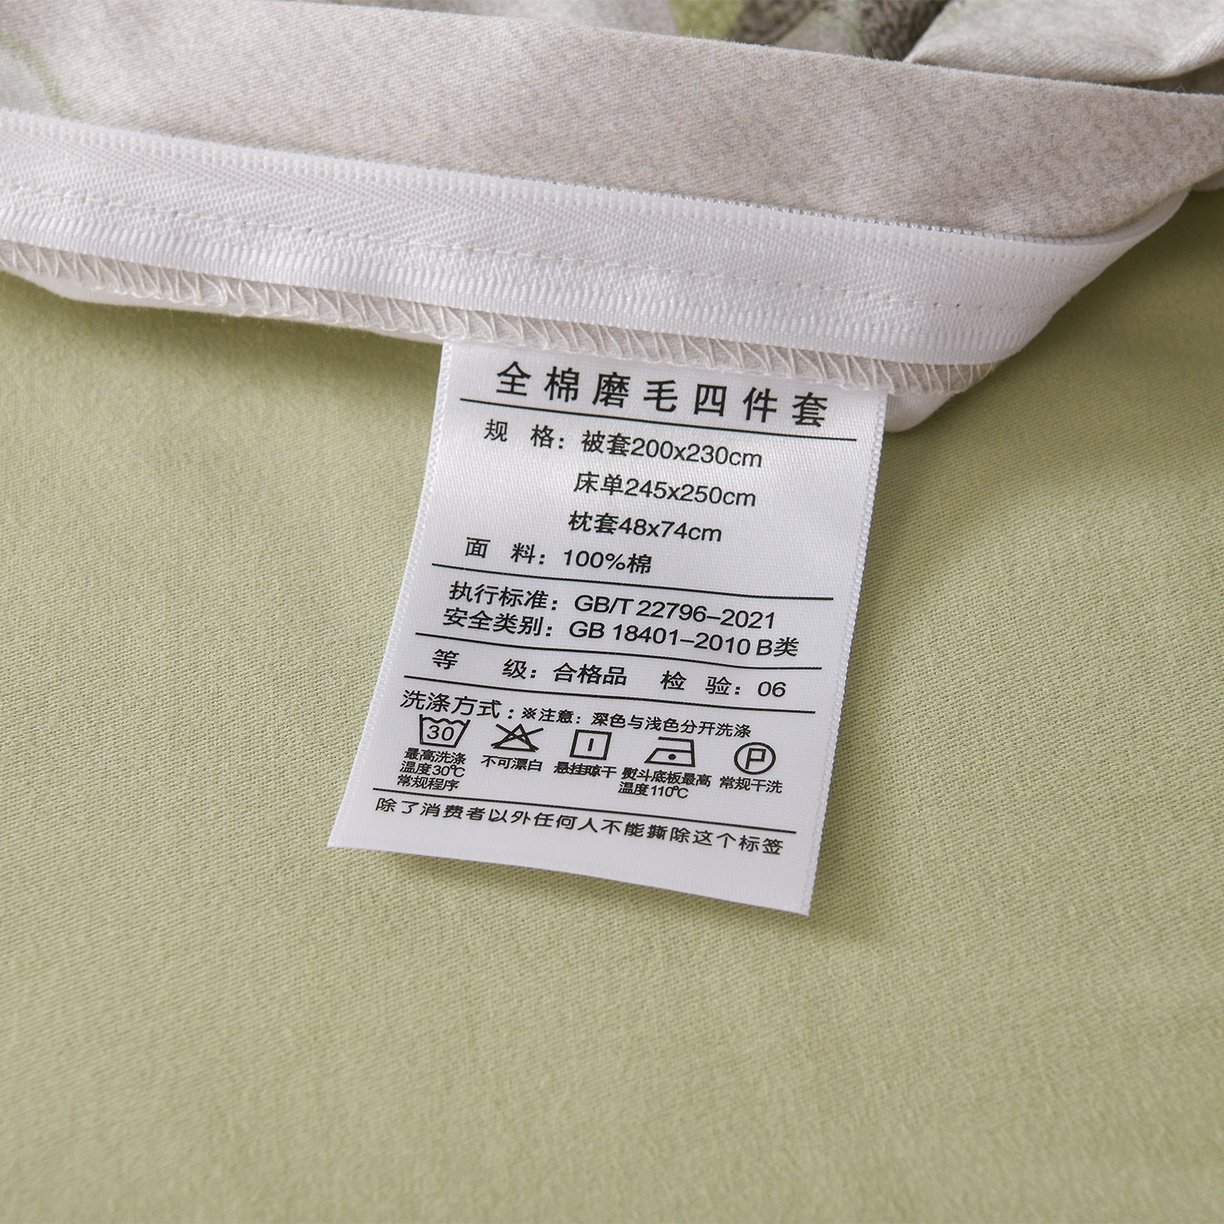 全棉磨毛四件套
规 格：被套200x230cm
床单245x250cm
枕套48x74cm
面 料：100%棉
执行标准：GB/T 22796-2021
安全类别：GB 18401-2010 B类
等 级：合格品 检 验：06
洗涤方式：※注意：深色与浅色分开洗涤
30
最高洗涤
温度30℃
常规程序
不可漂白
悬挂晾干
熨斗底板最高
温度110℃
P
常规干洗
除了消费者以外任何人不能撕除这个标签